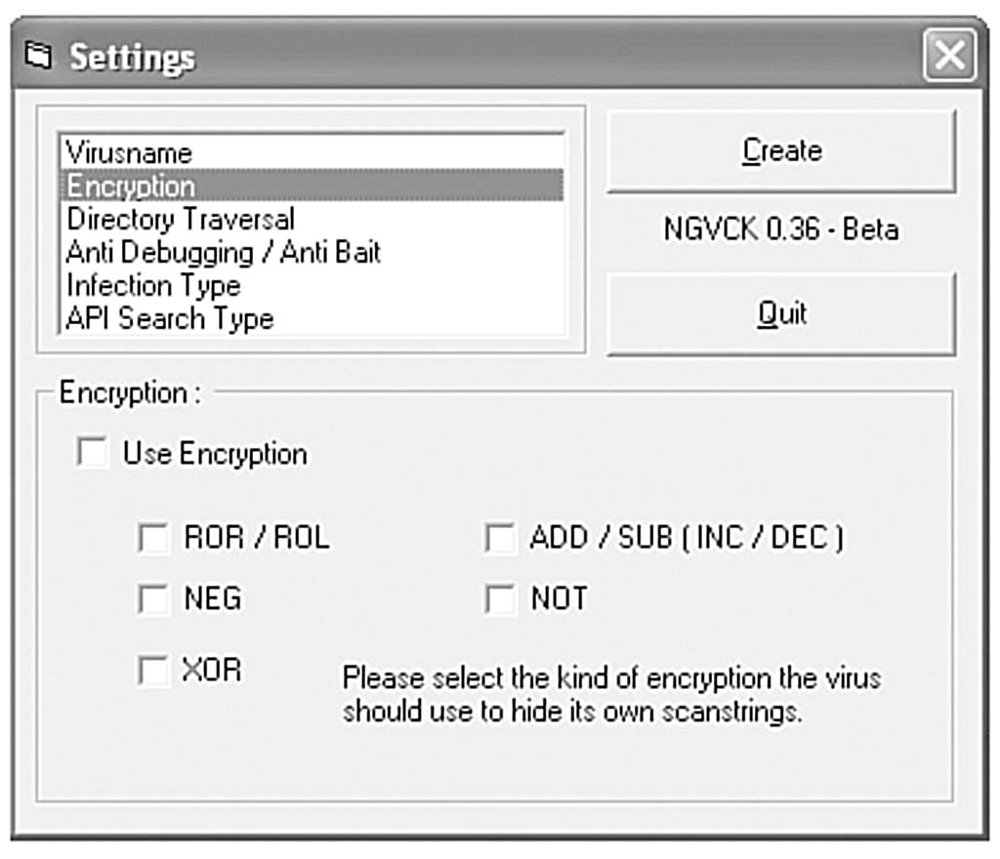 Settings
Virusname
Encryption
Directory Traversal
Anti Debugging / Anti Bait
Infection Type
API Search Type
Create
NGVCK 0.36 - Beta
Quit
Encryption :
Use Encryption
ROR / ROL
ADD / SUB ( INC / DEC )
NEG
NOT
XOR
Please select the kind of encryption the virus
should use to hide its own scanstrings.